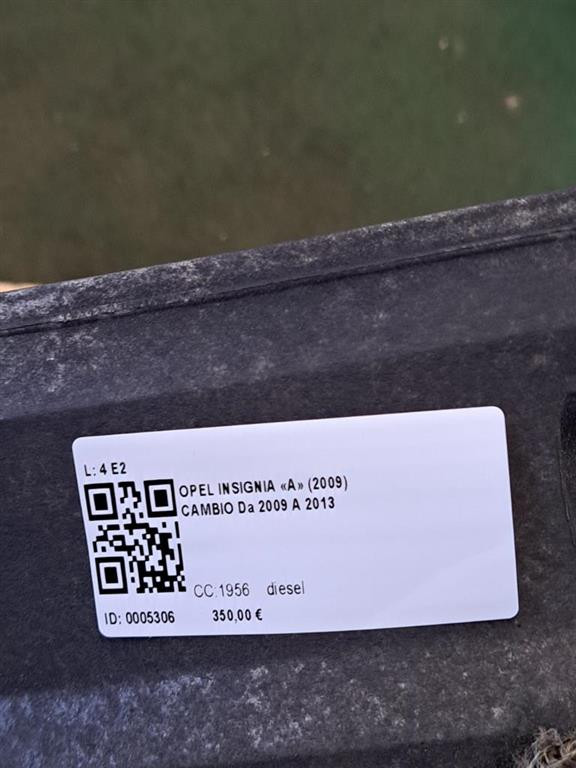 L: 4 E2
OPEL INSIGNIA «A» (2009)
CAMBIO Da 2009 A 2013
CC:1956 diesel
ID: 0005306 350,00 €